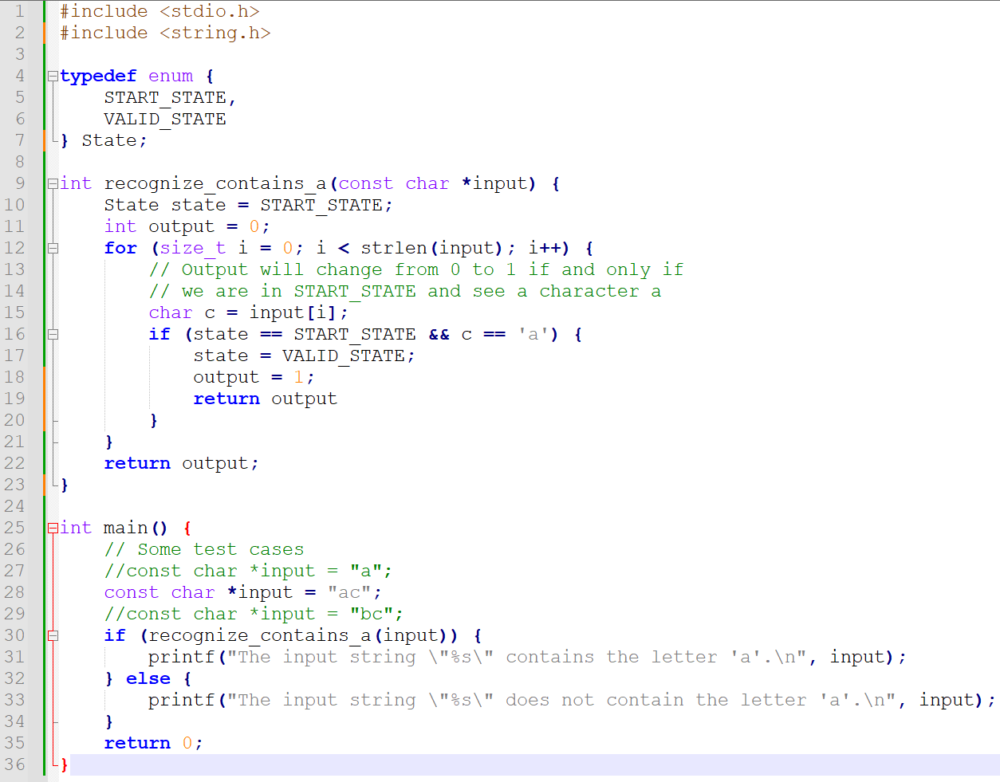 1 #include <stdio.h>
2 #include <string.h>
3
4 typedef enum {
5     START_STATE,
6     VALID_STATE
7 } State;
8
9 int recognize_contains_a(const char *input) {
10     State state = START_STATE;
11     int output = 0;
12     for (size_t i = 0; i < strlen(input); i++) {
13         // Output will change from 0 to 1 if and only if
14         // we are in START_STATE and see a character a
15         char c = input[i];
16         if (state == START_STATE && c == 'a') {
17             state = VALID_STATE;
18             output = 1;
19             return output
20         }
21     }
22     return output;
23 }
24
25 int main() {
26     // Some test cases
27     //const char *input = "a";
28     const char *input = "ac";
29     //const char *input = "bc";
30     if (recognize_contains_a(input)) {
31         printf("The input string \"%s\" contains the letter 'a'.\n", input);
32     } else {
33         printf("The input string \"%s\" does not contain the letter 'a'.\n", input);
34     }
35     return 0;
36 }